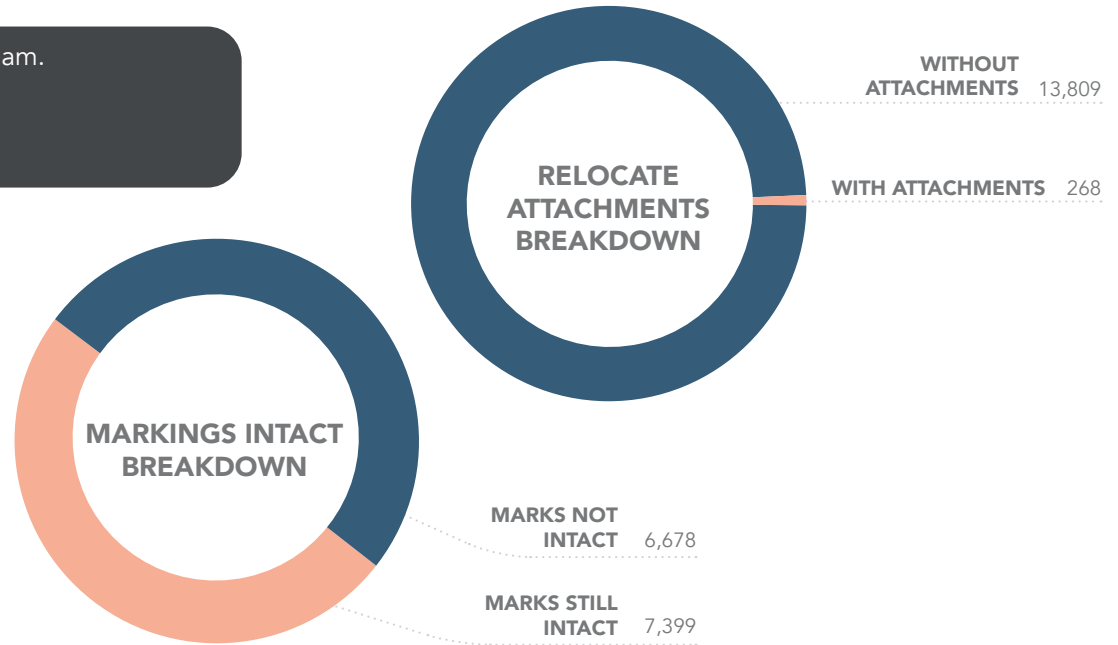 am.
WITHOUT
ATTACHMENTS 13,809
WITH ATTACHMENTS 268
RELOCATE
ATTACHMENTS
BREAKDOWN
MARKINGS INTACT
BREAKDOWN
MARKS NOT
INTACT 6,678
MARKS STILL
INTACT 7,399